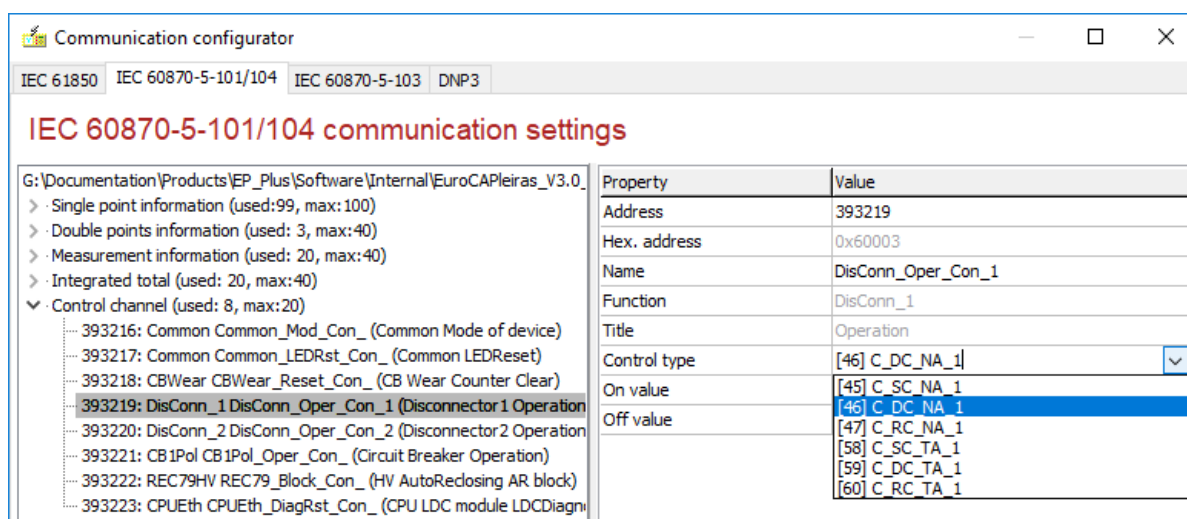 Communication configurator
IEC 61850 IEC 60870-5-101/104 IEC 60870-5-103 DNP3
IEC 60870-5-101/104 communication settings
G:\Documentation\Products\EP_Plus\Software\Internal\EuroCAPleiras_V3.0_
Single point information (used:99, max:100)
Double points information (used: 3, max:40)
Measurement information (used: 20, max:40)
Integrated total (used: 20, max:40)
Control channel (used: 8, max:20)
393216: Common Common_Mod_Con_ (Common Mode of device)
393217: Common Common_LEDRst_Con_ (Common LEDReset)
393218: CBWear CBWear_Reset_Con_ (CB Wear Counter Clear)
393219: DisConn_1 DisConn_Oper_Con_1 (Disconnector1 Operation
393220: DisConn_2 DisConn_Oper_Con_2 (Disconnector2 Operation
393221: CB1Pol CB1Pol_Oper_Con_ (Circuit Breaker Operation)
393222: REC79HV REC79_Block_Con_ (HV AutoReclosing AR block)
393223: CPUEth CPUEth_DiagRst_Con_ (CPU LDC module LDCDiagn
Property Value
Address 393219
Hex. address 0x60003
Name DisConn_Oper_Con_1
Function DisConn_1
Title Operation
Control type [46] C_DC_NA_1
On value
Off value
[45] C_SC_NA_1
[46] C_DC_NA_1
[47] C_RC_NA_1
[58] C_SC_TA_1
[59] C_DC_TA_1
[60] C_RC_TA_1